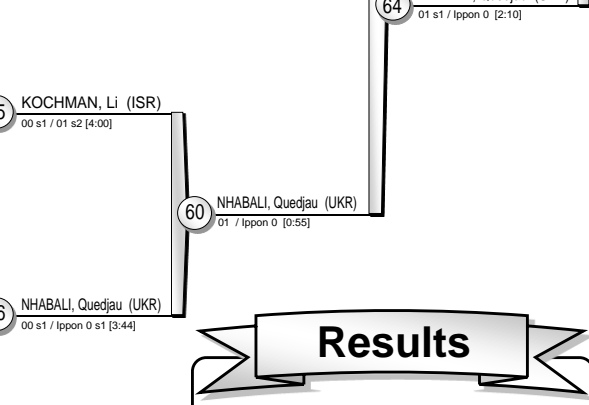 64
01 s1 / Ippon 0 [2:10]
KOCHMAN, Li (ISR)
00 s1 / 01 s2 [4:00]
60
NHABALI, Quedjau (UKR)
01 / Ippon 0 [0:55]
NHABALI, Quedjau (UKR)
00 s1 / Ippon 0 s1 [3:44]
Results